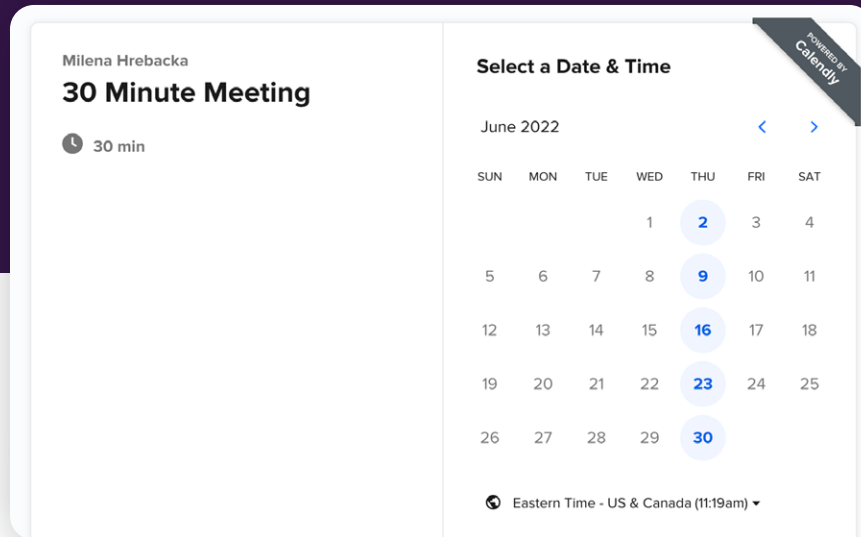 Milena Hrebacka
30 Minute Meeting
30 min
POWERED BY
Calendly
Select a Date & Time
June 2022
SUN MON TUE WED THU FRI SAT
1 2 3 4
5 6 7 8 9 10 11
12 13 14 15 16 17 18
19 20 21 22 23 24 25
26 27 28 29 30
Eastern Time - US & Canada (11:19am)